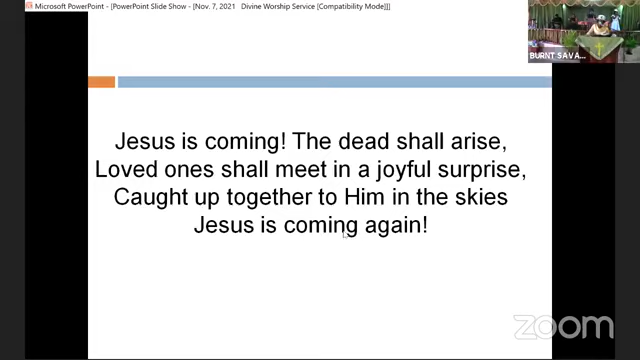 Microsoft PowerPoint - [PowerPoint Slide Show - [Nov. 7, 2021 Divine Worship Service [Compatibility Mode]]]
BURNT SAVA...
Jesus is coming! The dead shall arise,
Loved ones shall meet in a joyful surprise,
Caught up together to Him in the skies
Jesus is coming again!
zoom